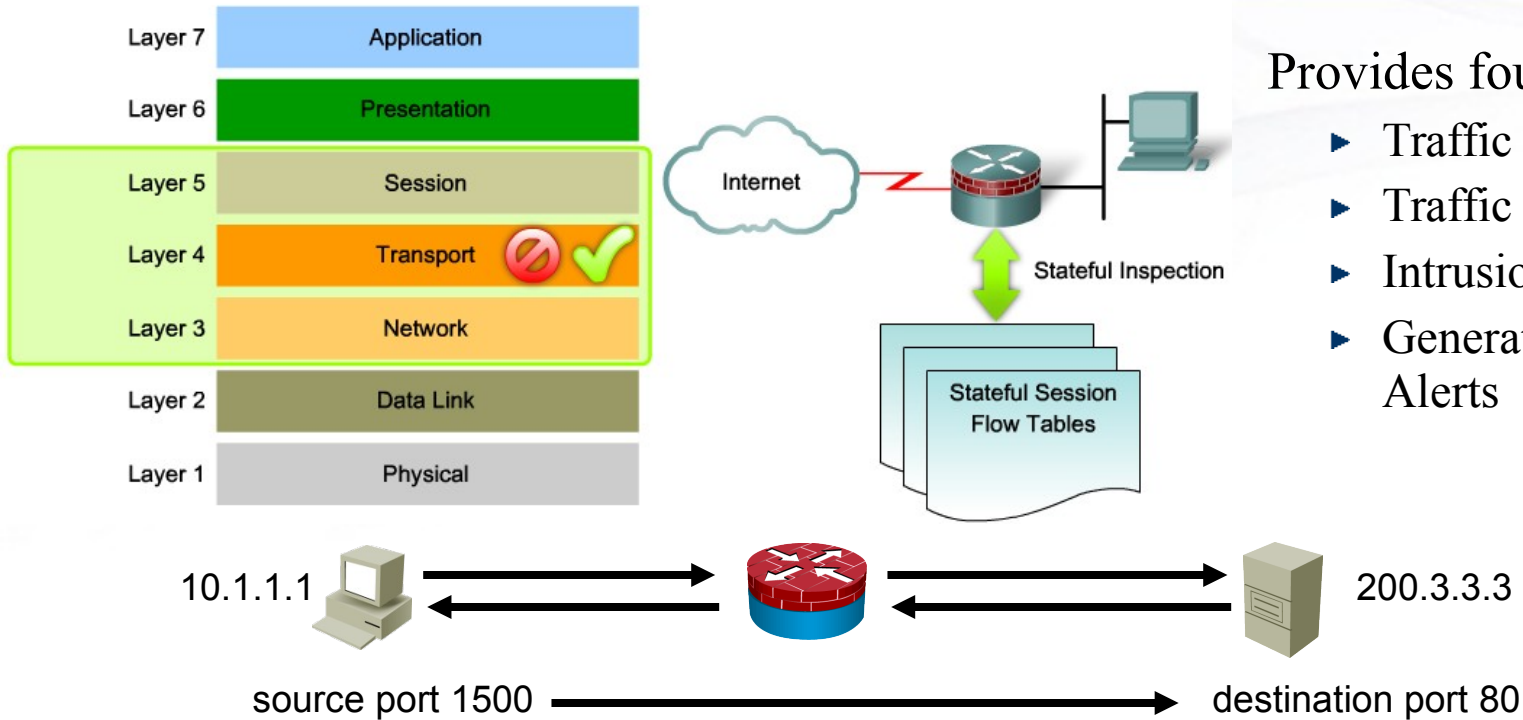 Layer 7 Application
Layer 6 Presentation
Layer 5 Session
Layer 4 Transport
Layer 3 Network
Layer 2 Data Link
Layer 1 Physical
Internet
Stateful Inspection
Stateful Session
Flow Tables
Provides fou
Traffic
Traffic
Intrusio
Generat
Alerts
10.1.1.1
200.3.3.3
source port 1500
destination port 80